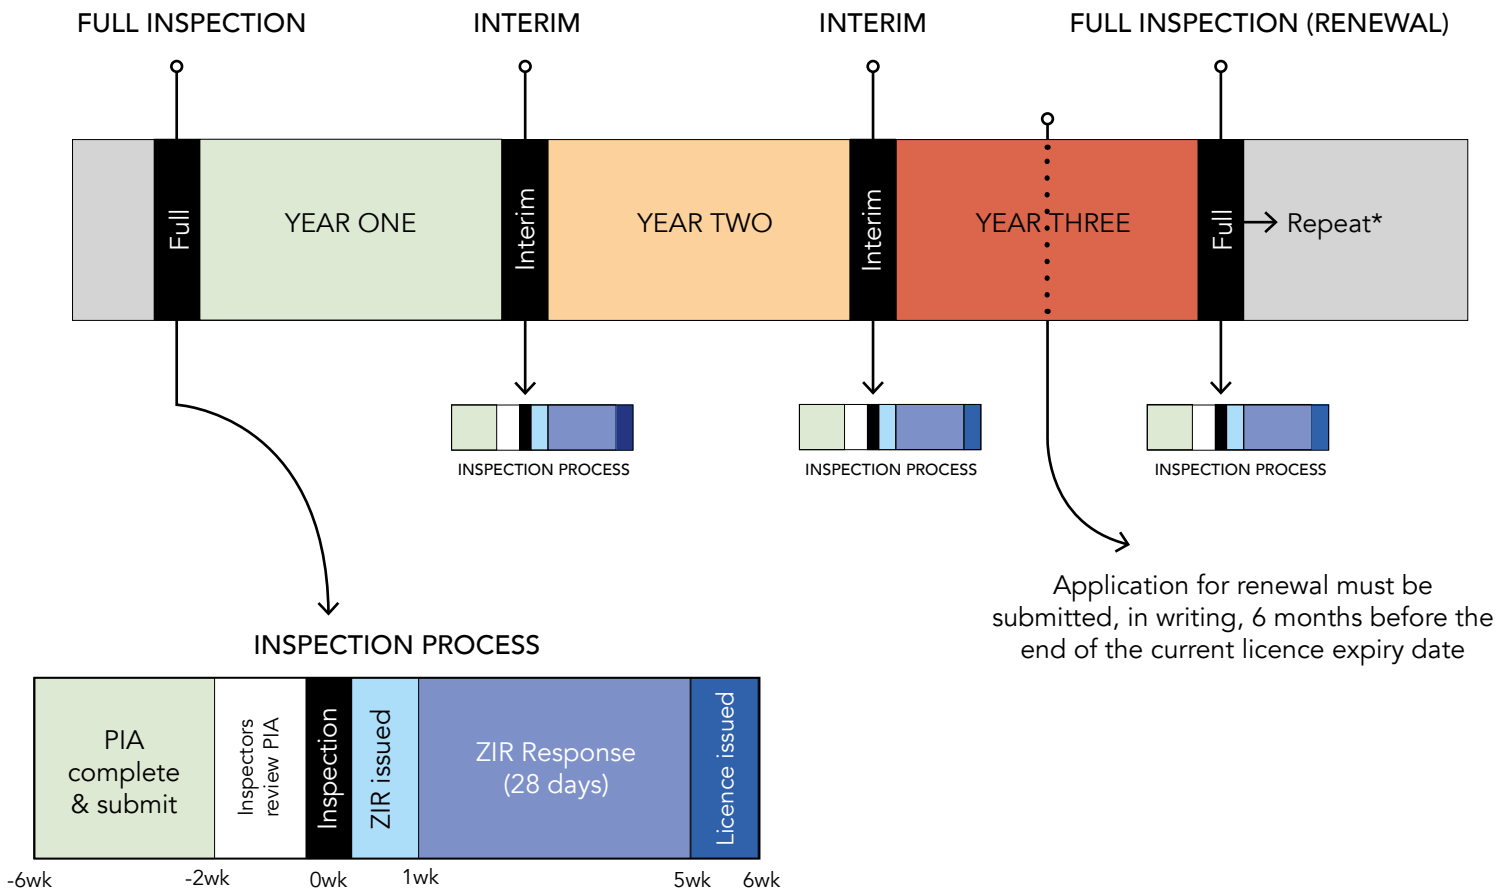 FULL INSPECTION
INTERIM
INTERIM
FULL INSPECTION (RENEWAL)
Full
YEAR ONE
Interim
YEAR TWO
Interim
YEAR THREE
Full
Repeat*
INSPECTION PROCESS
INSPECTION PROCESS
INSPECTION PROCESS
Application for renewal must be
submitted, in writing, 6 months before the
end of the current licence expiry date
INSPECTION PROCESS
PIA
complete
& submit
Inspectors
review PIA
Inspection
ZIR issued
ZIR Response
(28 days)
Licence issued
-6wk
-2wk
0wk
1wk
5wk
6wk